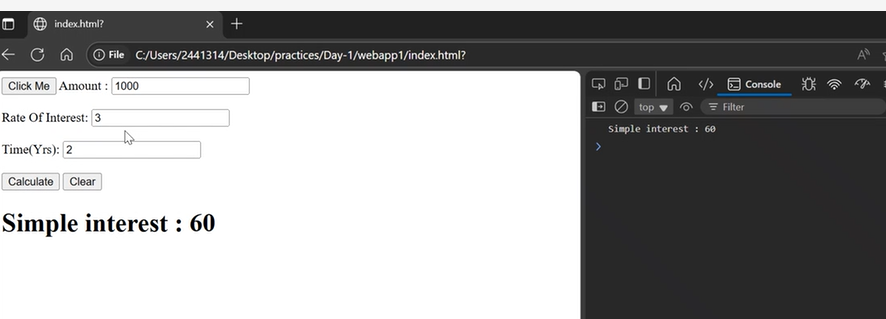 index.html?
File C:/Users/2441314/Desktop/practices/Day-1/webapp1/index.html?
Click Me Amount : 1000
Rate Of Interest: 3
Time(Yrs): 2
Calculate Clear
Simple interest : 60
Console
top Filter
Simple interest : 60